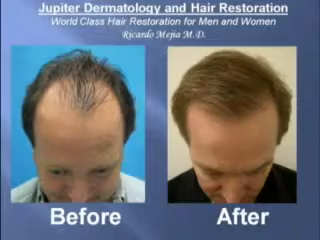 Jupiter Dermatology and Hair Restoration
World Class Hair Restoration for Men and Women
Ricardo Mejia M.D.
Before After